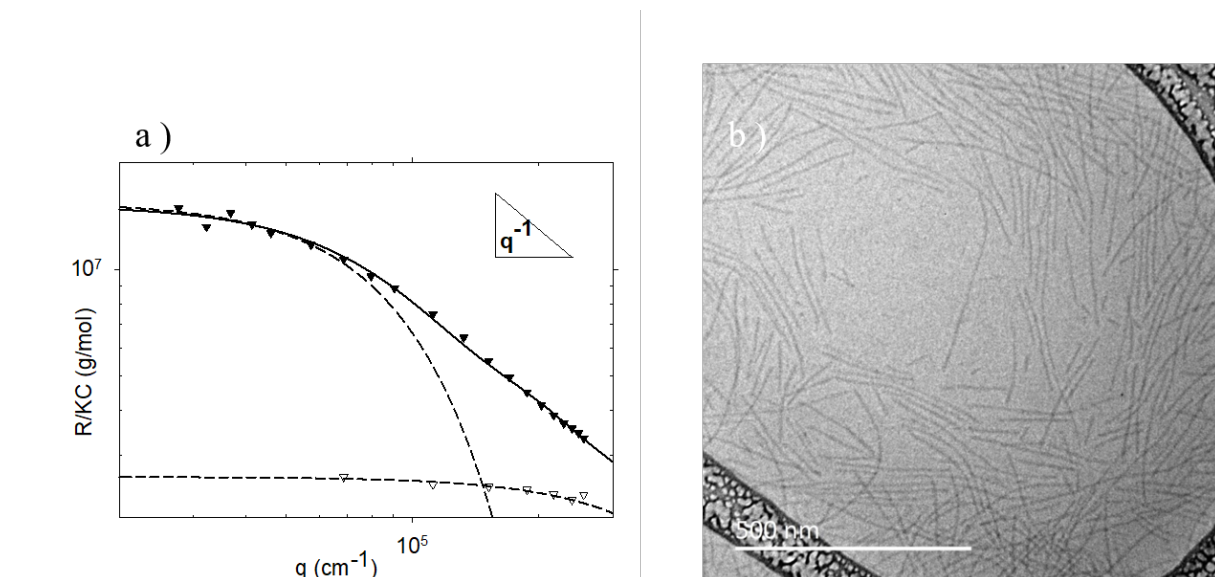 a )
R/KC (g/mol)
10⁷
q⁻¹
10⁵
q (cm⁻¹)
b )
500 nm